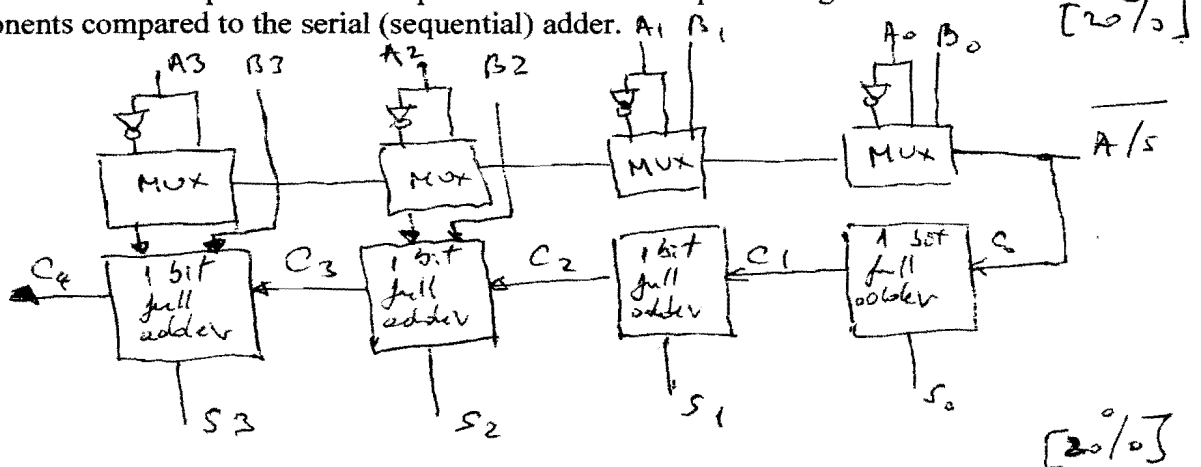 onents compared to the serial (sequential) adder.
[20%]
A3 B3 A2 B2 A1 B1 A0 B0
A/S
MUX MUX MUX MUX
C4 1 bit full adder C3 1 bit full adder C2 1 bit full adder C1 1 bit full adder C0
S3 S2 S1 S0
[20%]